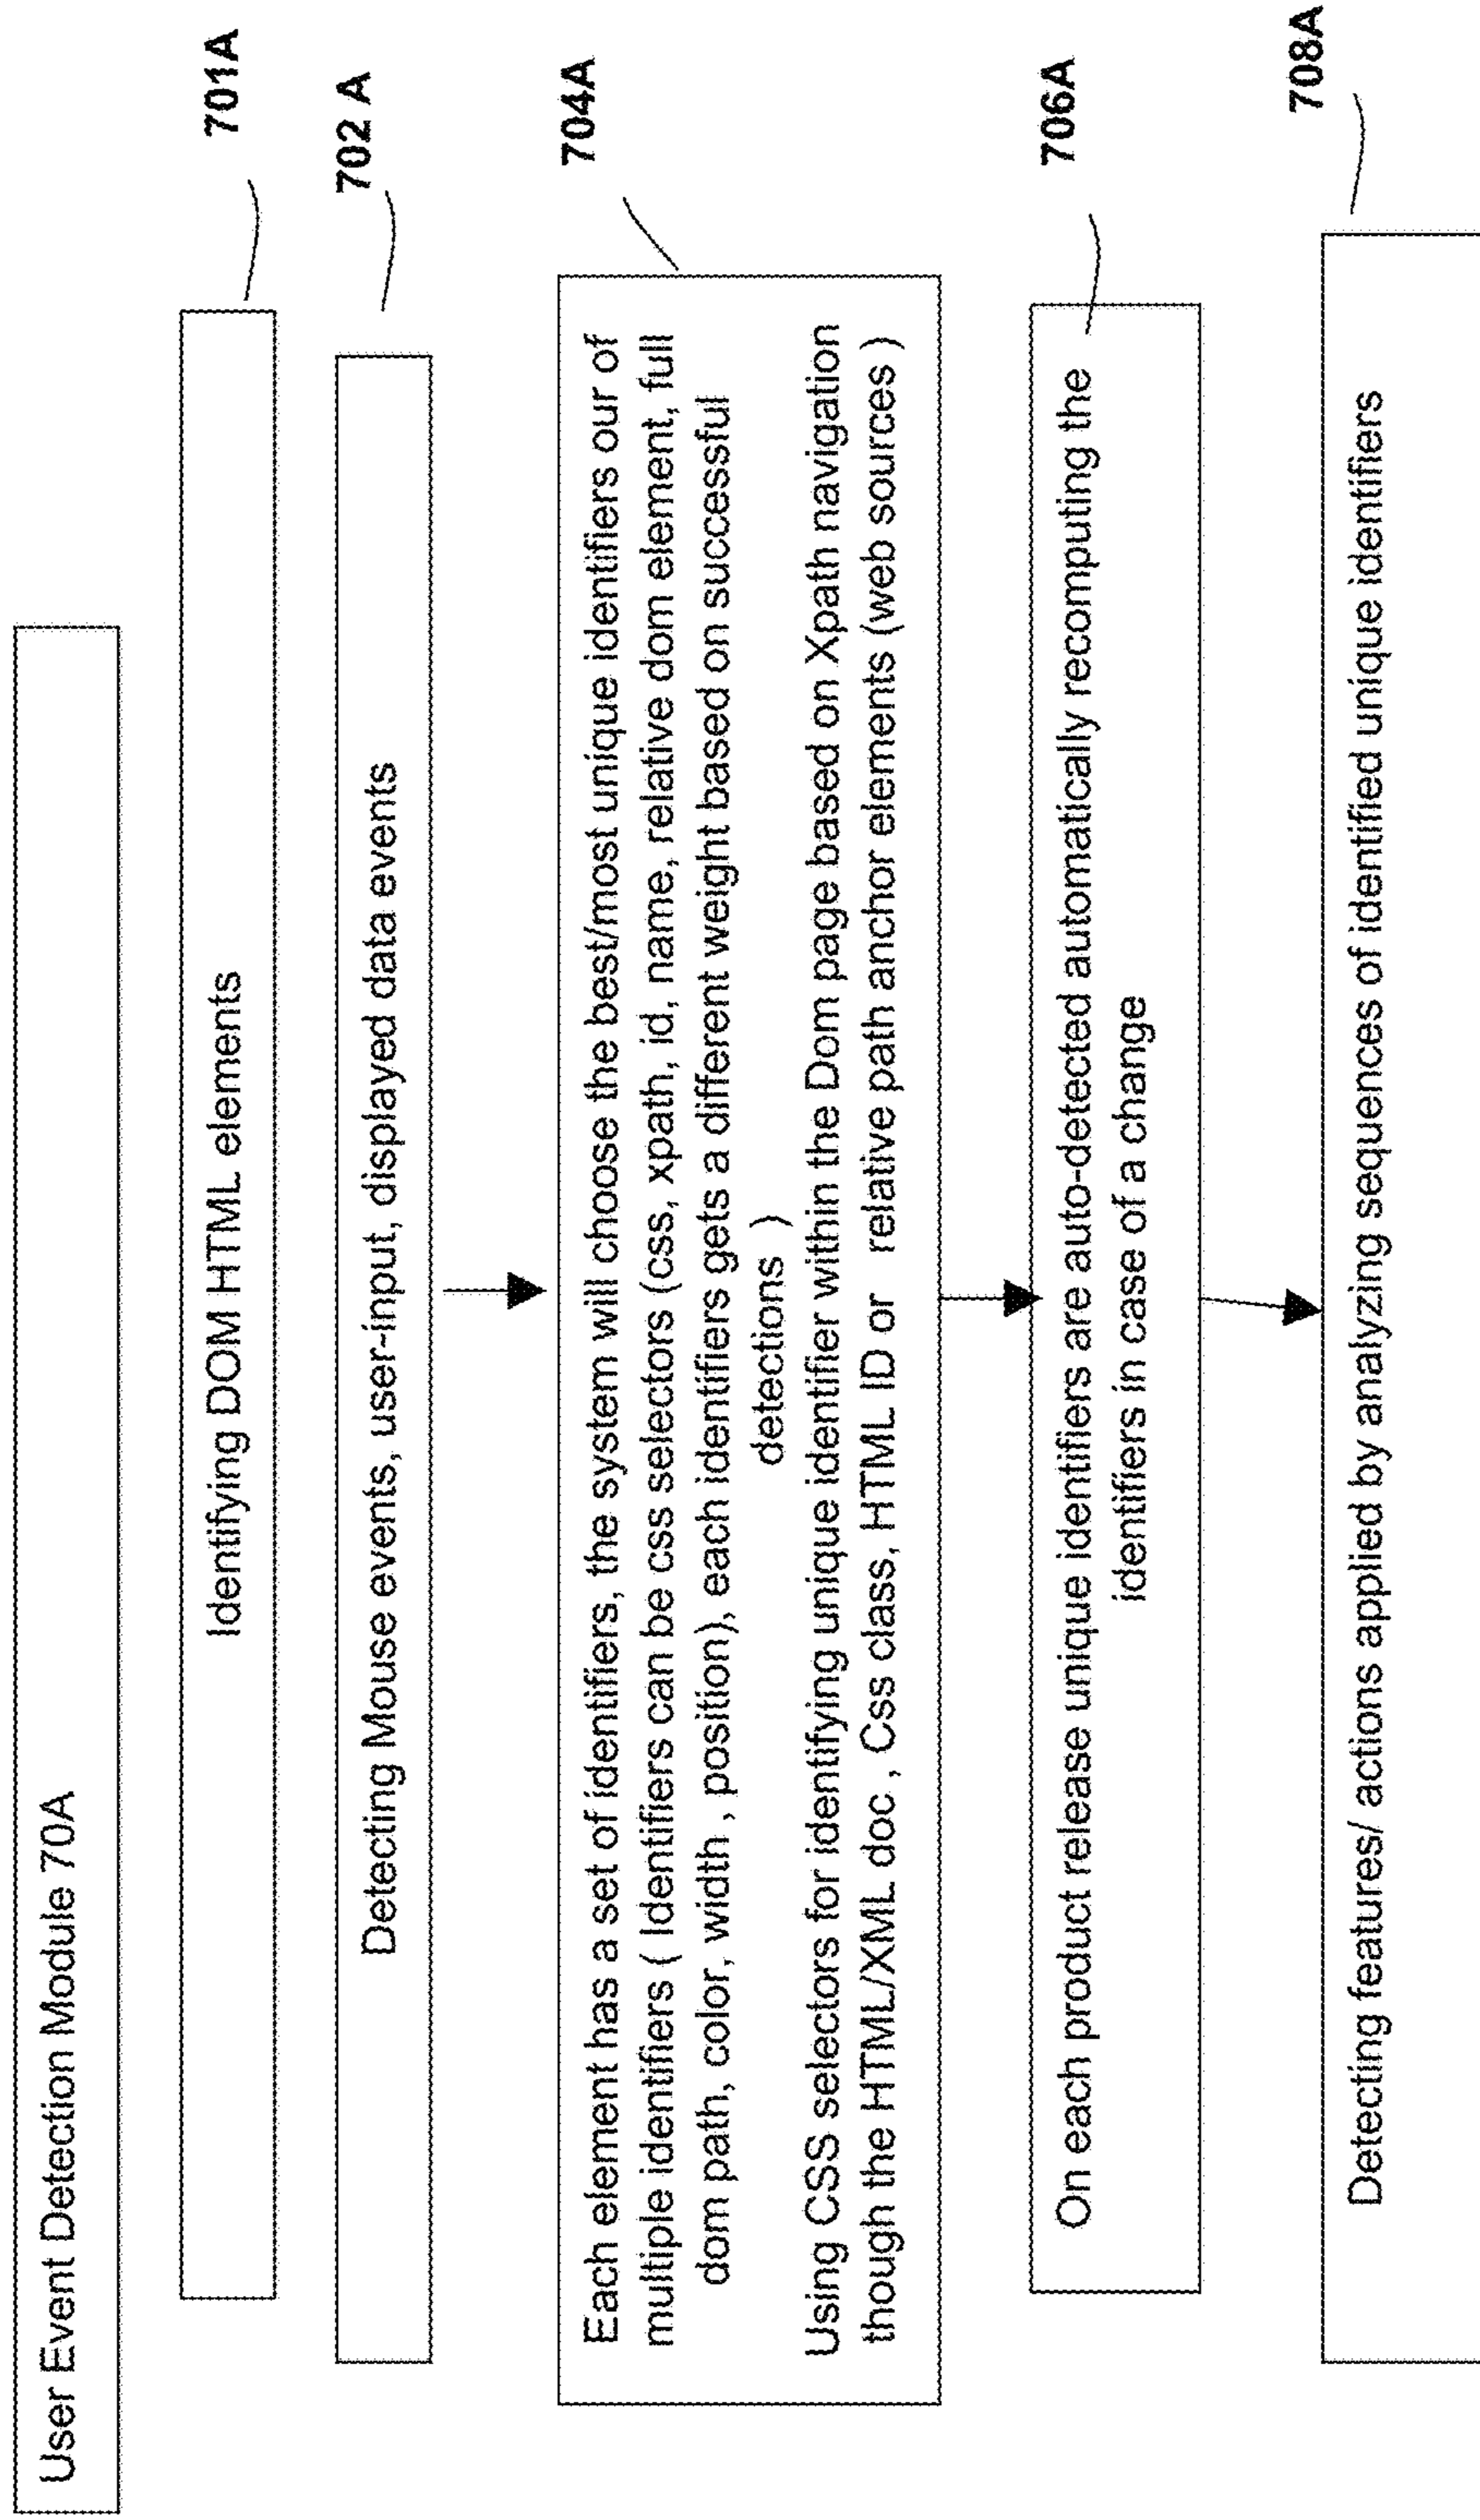 User Event Detection Module 70A
701A
Identifying DOM HTML elements
702 A
Detecting Mouse events, user-input, displayed data events
704A
Each element has a set of identifiers, the system will choose the best/most unique identifiers our of
multiple identifiers ( Identifiers can be css selectors (css, xpath, id, name, relative dom element, full
dom path, color, width , position), each identifiers gets a different weight based on successful
detections )
Using CSS selectors for identifying unique identifier within the Dom page based on Xpath navigation
though the HTML/XML doc , Css class, HTML ID or relative path anchor elements (web sources )
706A
On each product release unique identifiers are auto-detected automatically recomputing the
identifiers in case of a change
708A
Detecting features/ actions applied by analyzing sequences of identified unique identifiers